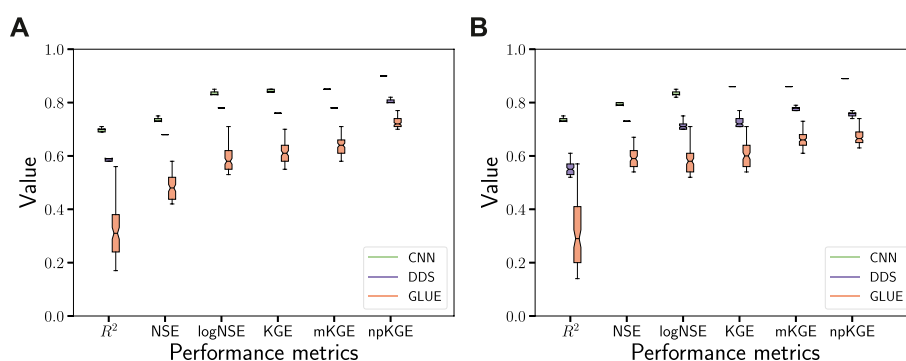 A
Value
1.0
0.8
0.6
0.4
0.2
0.0
R² NSE logNSE KGE mKGE npKGE
Performance metrics
CNN
DDS
GLUE
B
Value
1.0
0.8
0.6
0.4
0.2
0.0
R² NSE logNSE KGE mKGE npKGE
Performance metrics
CNN
DDS
GLUE